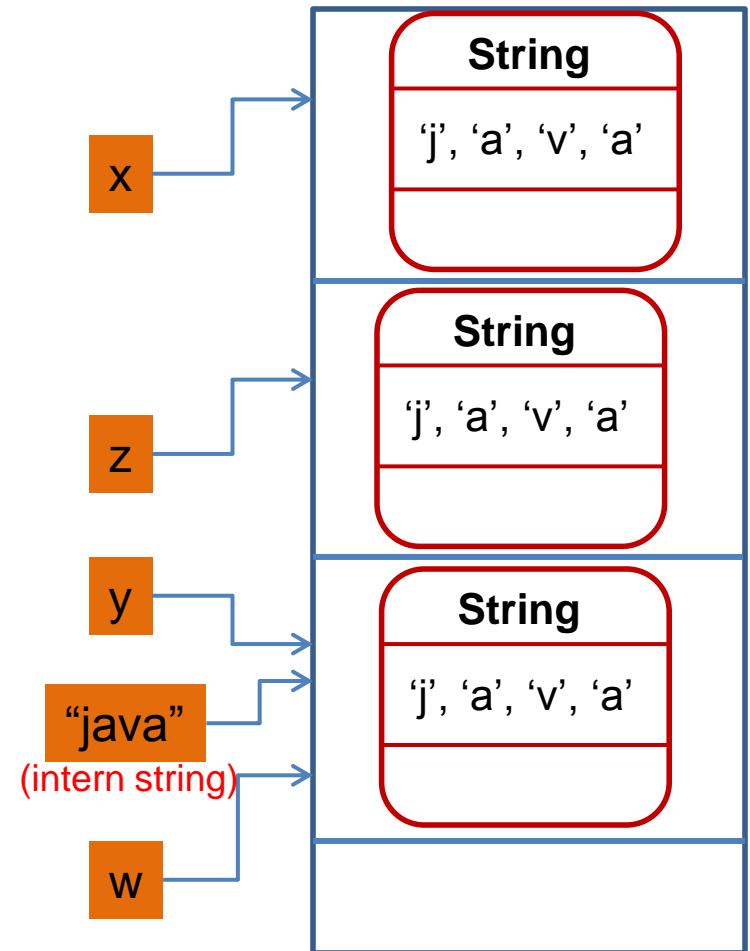 String
‘j’, ‘a’, ‘v’, ‘a’
x
String
‘j’, ‘a’, ‘v’, ‘a’
z
y
String
‘j’, ‘a’, ‘v’, ‘a’
“java”
(intern string)
w